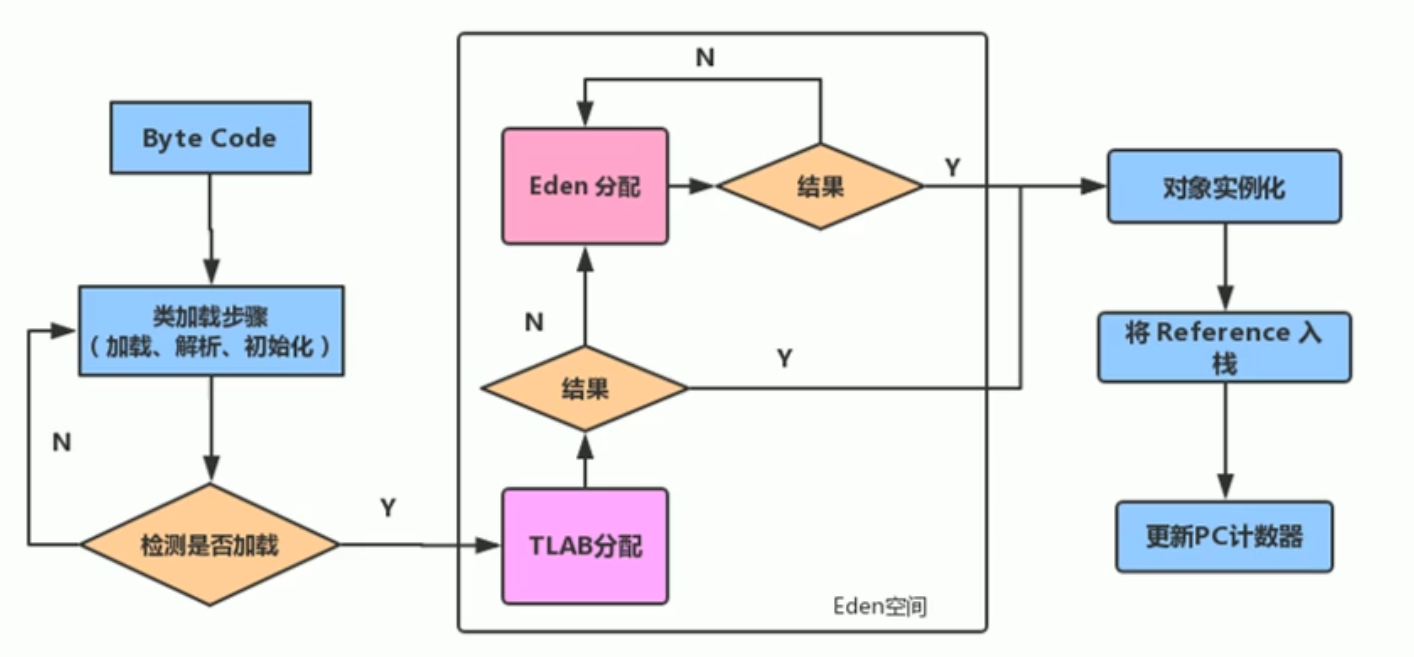 Byte Code
类加载步骤
（加载、解析、初始化）
N
检测是否加载
Y
N
Eden 分配
结果
Y
N
结果
Y
TLAB分配
Eden空间
对象实例化
将 Reference 入
栈
更新PC计数器